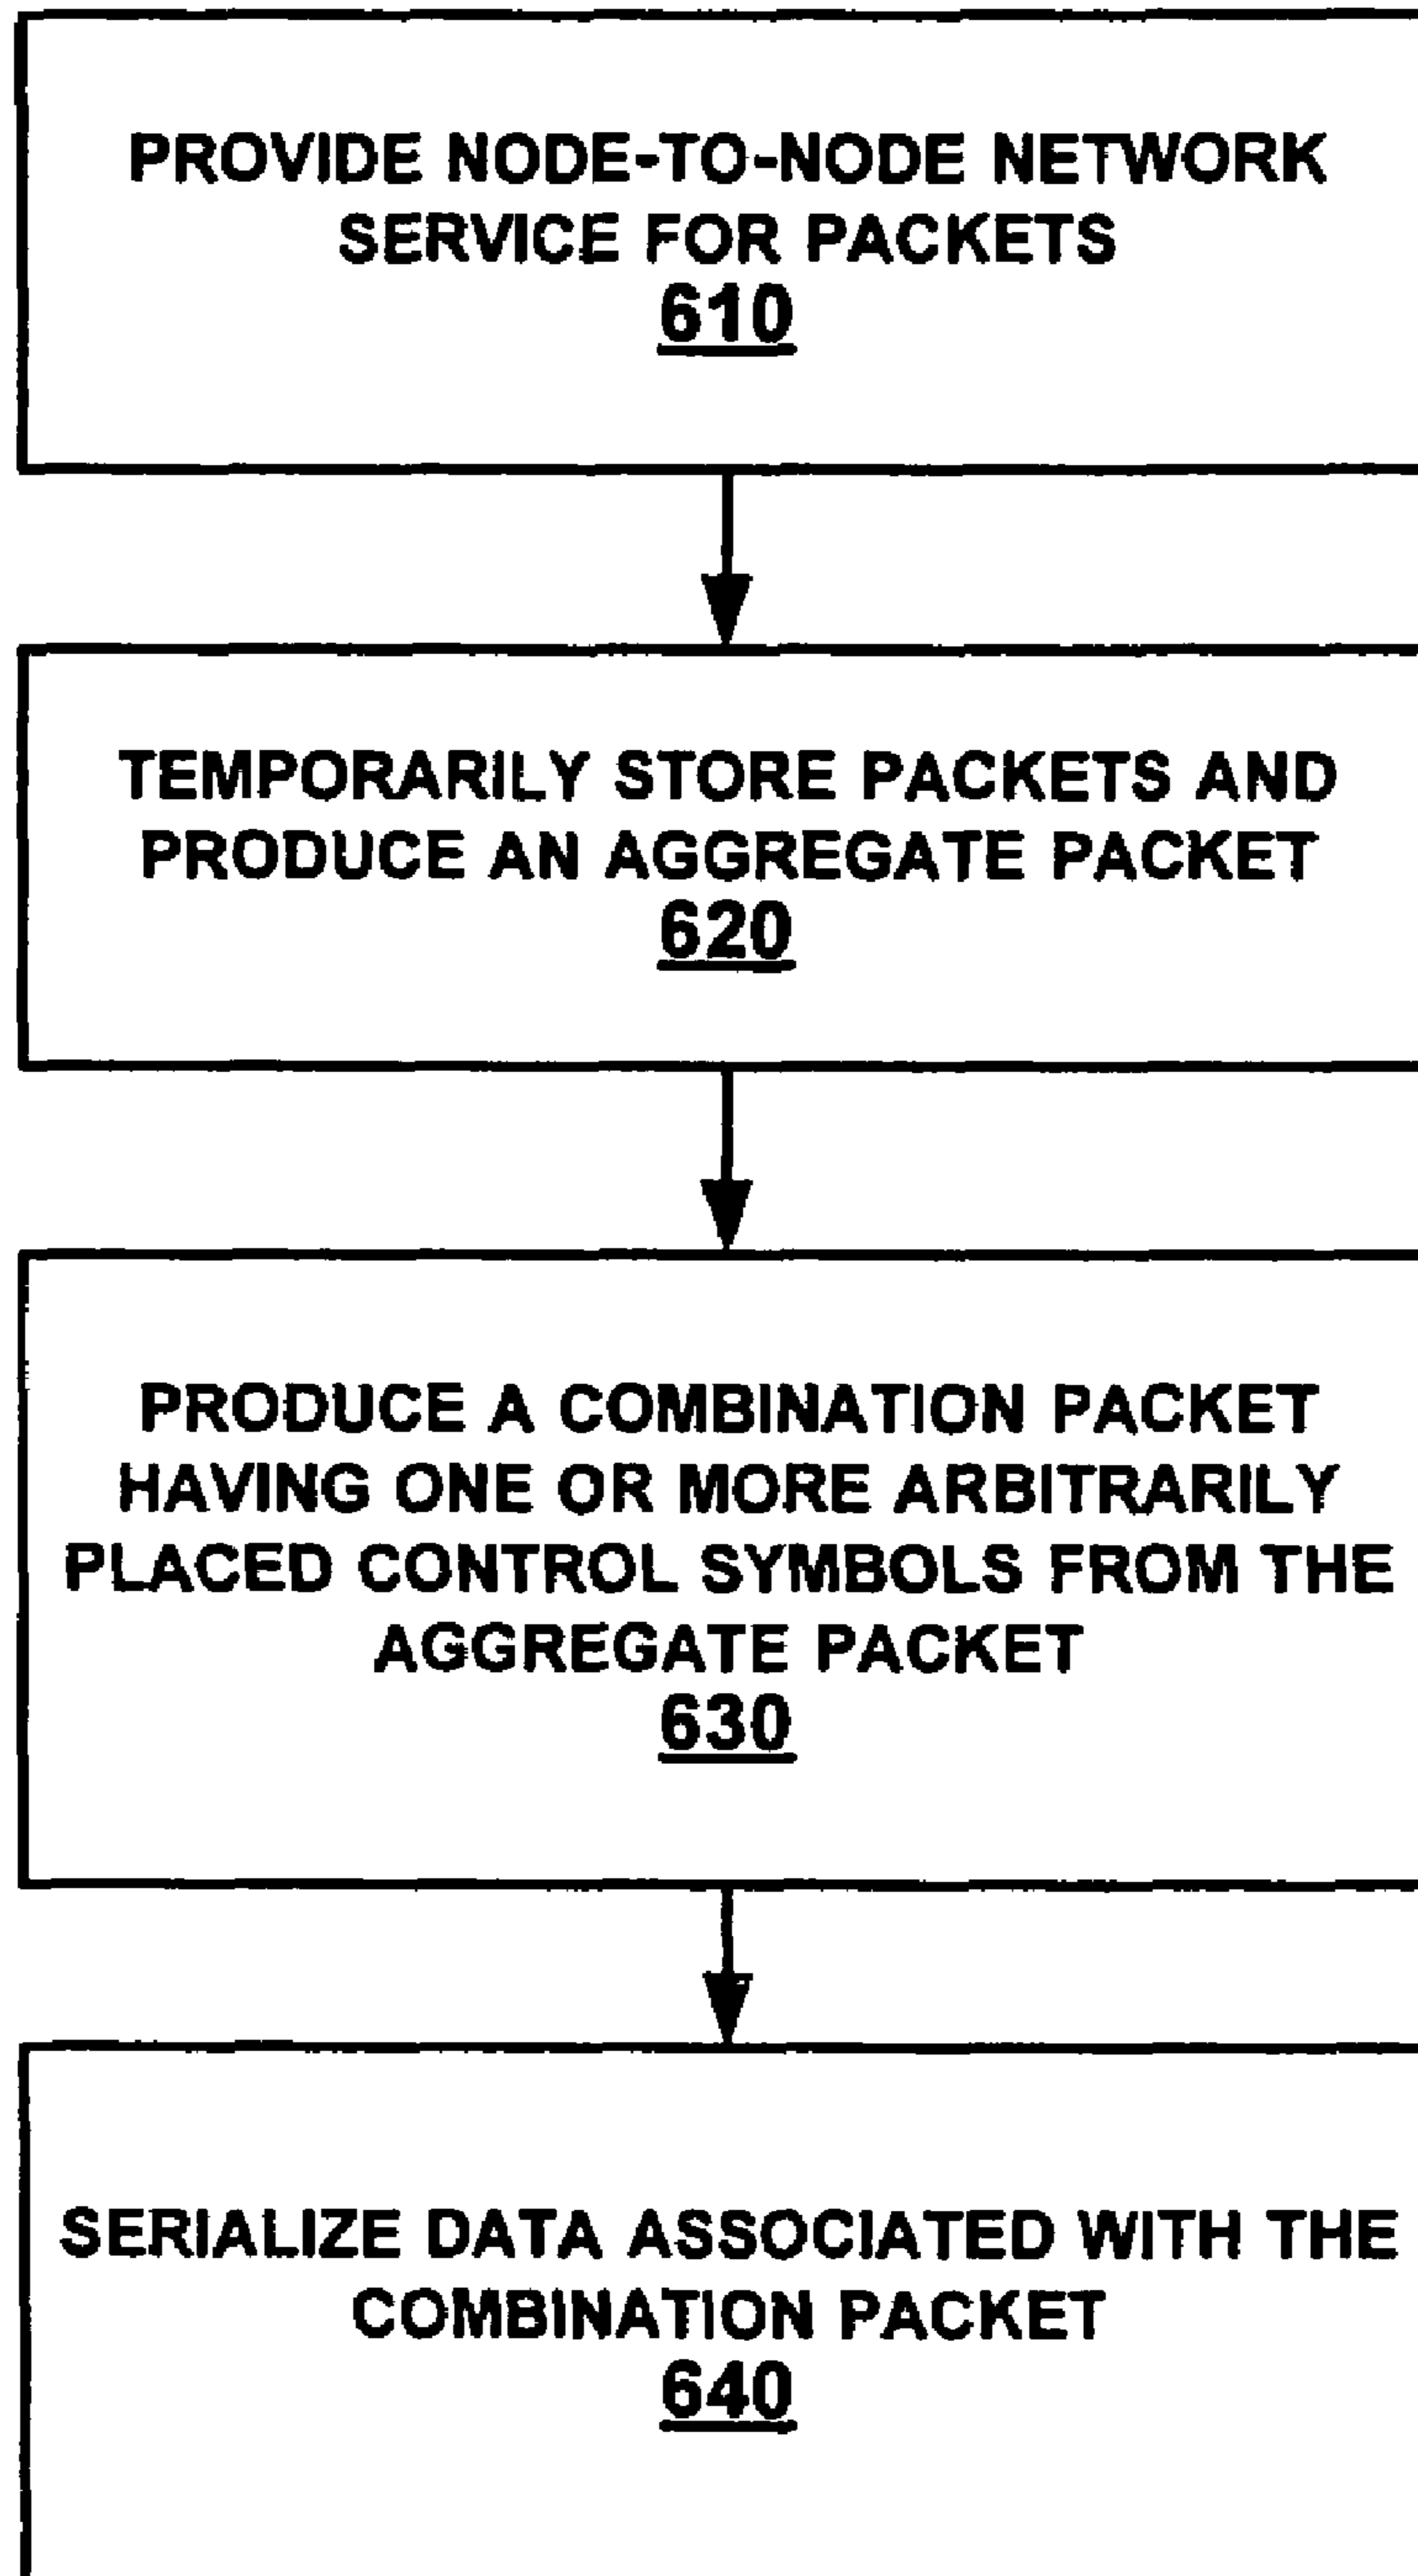 PROVIDE NODE-TO-NODE NETWORK
SERVICE FOR PACKETS
610
TEMPORARILY STORE PACKETS AND
PRODUCE AN AGGREGATE PACKET
620
PRODUCE A COMBINATION PACKET
HAVING ONE OR MORE ARBITRARILY
PLACED CONTROL SYMBOLS FROM THE
AGGREGATE PACKET
630
SERIALIZE DATA ASSOCIATED WITH THE
COMBINATION PACKET
640